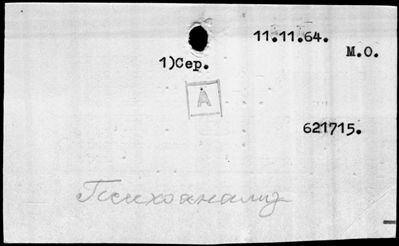 11.11.64.
М.О.
1)Сер.
А
621715.
Психоанализ